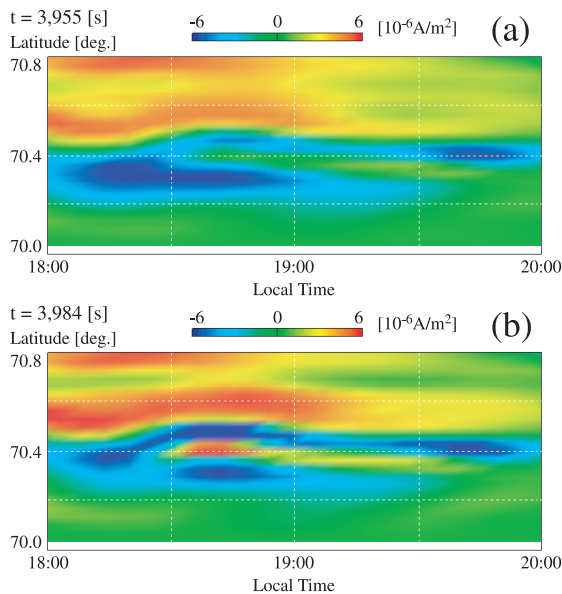 t = 3,955 [s]
-6 0 6 [10⁻⁶A/m²]
(a)
Latitude [deg.]
70.8
70.4
70.0
18:00 19:00 20:00
Local Time
t = 3,984 [s]
-6 0 6 [10⁻⁶A/m²]
(b)
Latitude [deg.]
70.8
70.4
70.0
18:00 19:00 20:00
Local Time